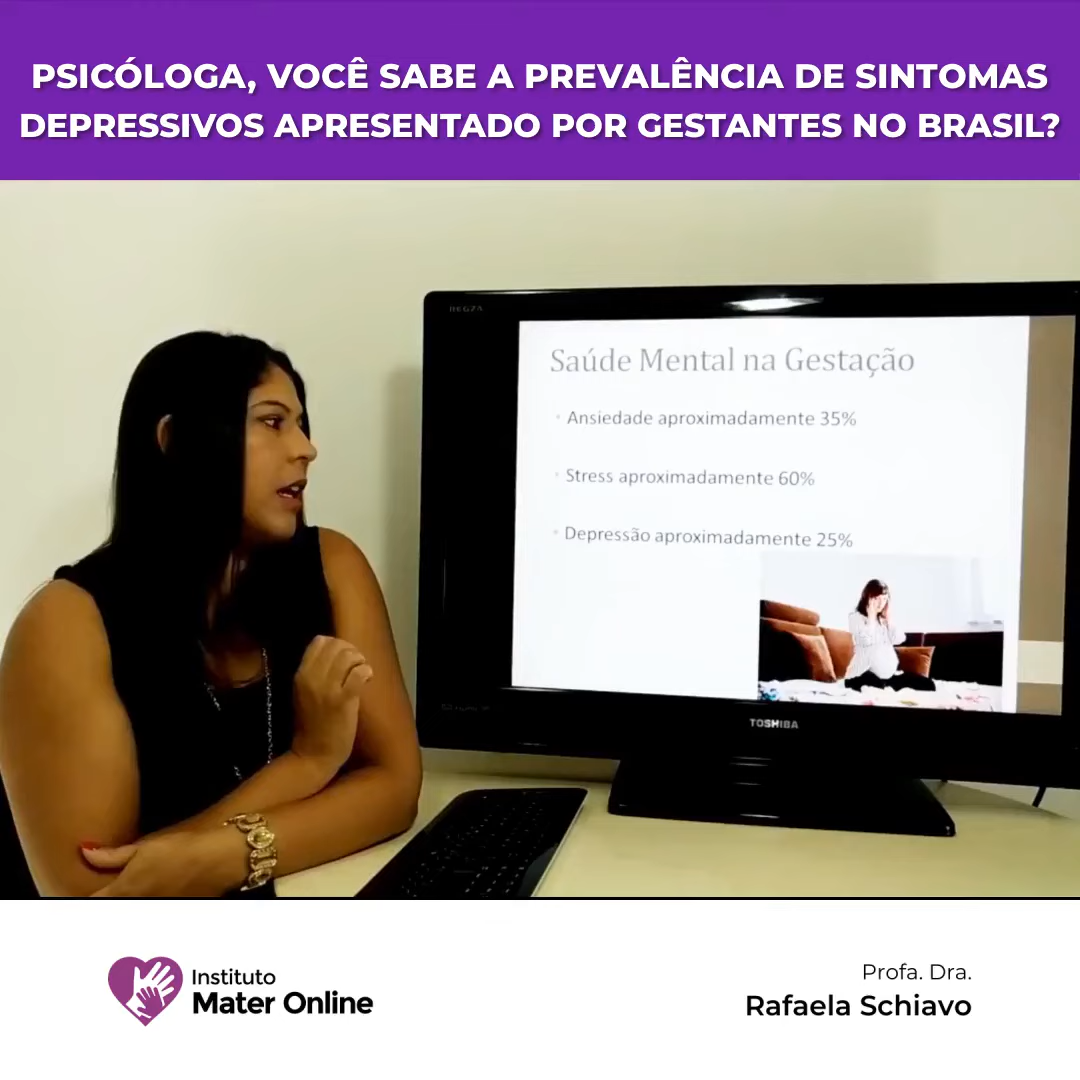 PSICÓLOGA, VOCÊ SABE A PREVALÊNCIA DE SINTOMAS
DEPRESSIVOS APRESENTADO POR GESTANTES NO BRASIL?
REGZA
Saúde Mental na Gestação
• Ansiedade aproximadamente 35%
• Stress aproximadamente 60%
• Depressão aproximadamente 25%
TOSHIBA
Instituto
Mater Online
Profa. Dra.
Rafaela Schiavo